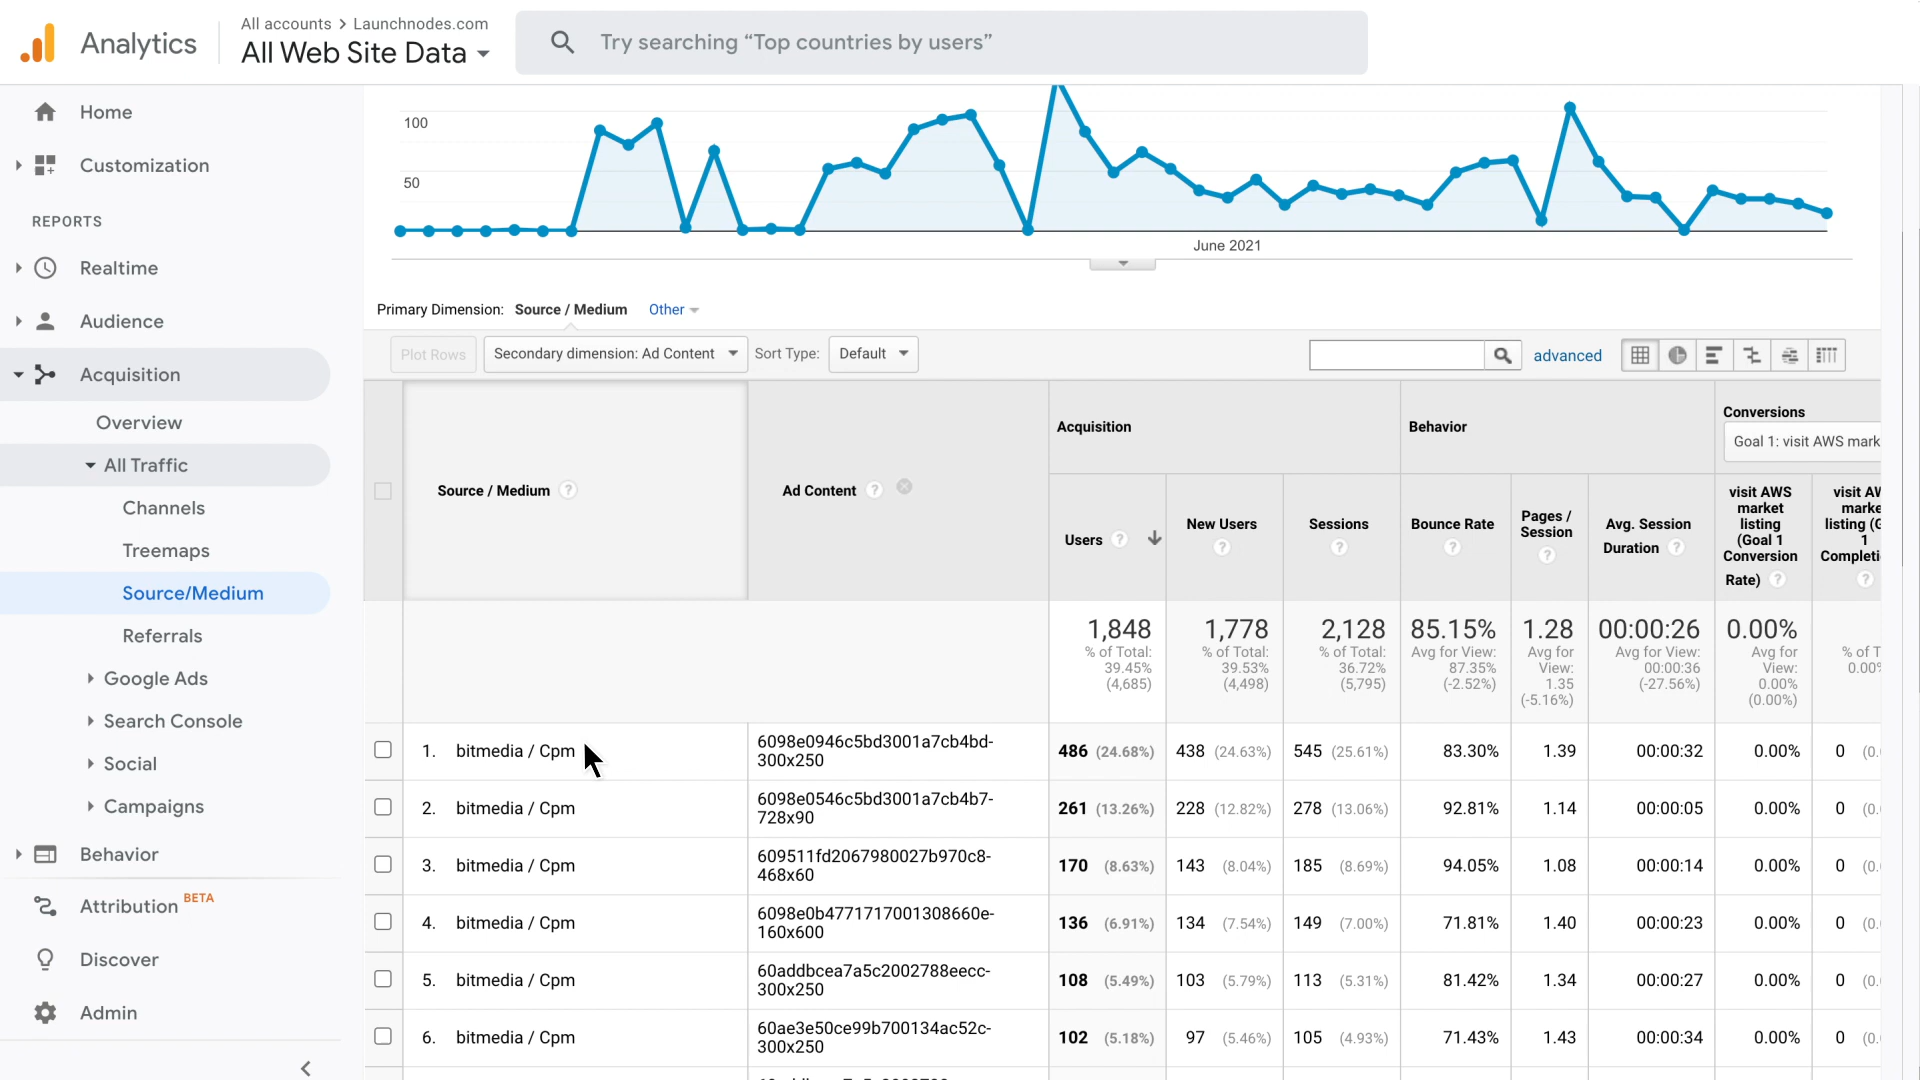 Analytics
All accounts > Launchnodes.com
All Web Site Data
Try searching “Top countries by users”
Home
Customization
REPORTS
Realtime
Audience
Acquisition
Overview
All Traffic
Channels
Treemaps
Source/Medium
Referrals
Google Ads
Search Console
Social
Campaigns
Behavior
Attribution BETA
Discover
Admin
100
50
June 2021
Primary Dimension: Source / Medium Other
Plot Rows Secondary dimension: Ad Content Sort Type: Default advanced
Source / Medium ?
Ad Content ?
Acquisition
Behavior
Conversions
Goal 1: visit AWS mark
Users ?
New Users ?
Sessions ?
Bounce Rate ?
Pages /
Session ?
Avg. Session
Duration ?
visit AWS
market
listing
(Goal 1
Conversion
Rate) ?
visit AW
marke
listing (G
1
Completi
?
1,848
% of Total:
39.45%
(4,685)
1,778
% of Total:
39.53%
(4,498)
2,128
% of Total:
36.72%
(5,795)
85.15%
Avg for View:
87.35%
(-2.52%)
1.28
Avg for
View:
1.35
(-5.16%)
00:00:26
Avg for View:
00:00:36
(-27.56%)
0.00%
Avg for
View:
0.00%
(0.00%)
% of T
0.00%
1. bitmedia / Cpm
6098e0946c5bd3001a7cb4bd-
300x250
486 (24.68%) 438 (24.63%) 545 (25.61%) 83.30% 1.39 00:00:32 0.00% 0 (0.
2. bitmedia / Cpm
6098e0546c5bd3001a7cb4b7-
728x90
261 (13.26%) 228 (12.82%) 278 (13.06%) 92.81% 1.14 00:00:05 0.00% 0 (0.
3. bitmedia / Cpm
609511fd2067980027b970c8-
468x60
170 (8.63%) 143 (8.04%) 185 (8.69%) 94.05% 1.08 00:00:14 0.00% 0 (0.
4. bitmedia / Cpm
6098e0b4771717001308660e-
160x600
136 (6.91%) 134 (7.54%) 149 (7.00%) 71.81% 1.40 00:00:23 0.00% 0 (0.
5. bitmedia / Cpm
60addbcea7a5c2002788eecc-
300x250
108 (5.49%) 103 (5.79%) 113 (5.31%) 81.42% 1.34 00:00:27 0.00% 0 (0.
6. bitmedia / Cpm
60ae3e50ce99b700134ac52c-
300x250
102 (5.18%) 97 (5.46%) 105 (4.93%) 71.43% 1.43 00:00:34 0.00% 0 (0.